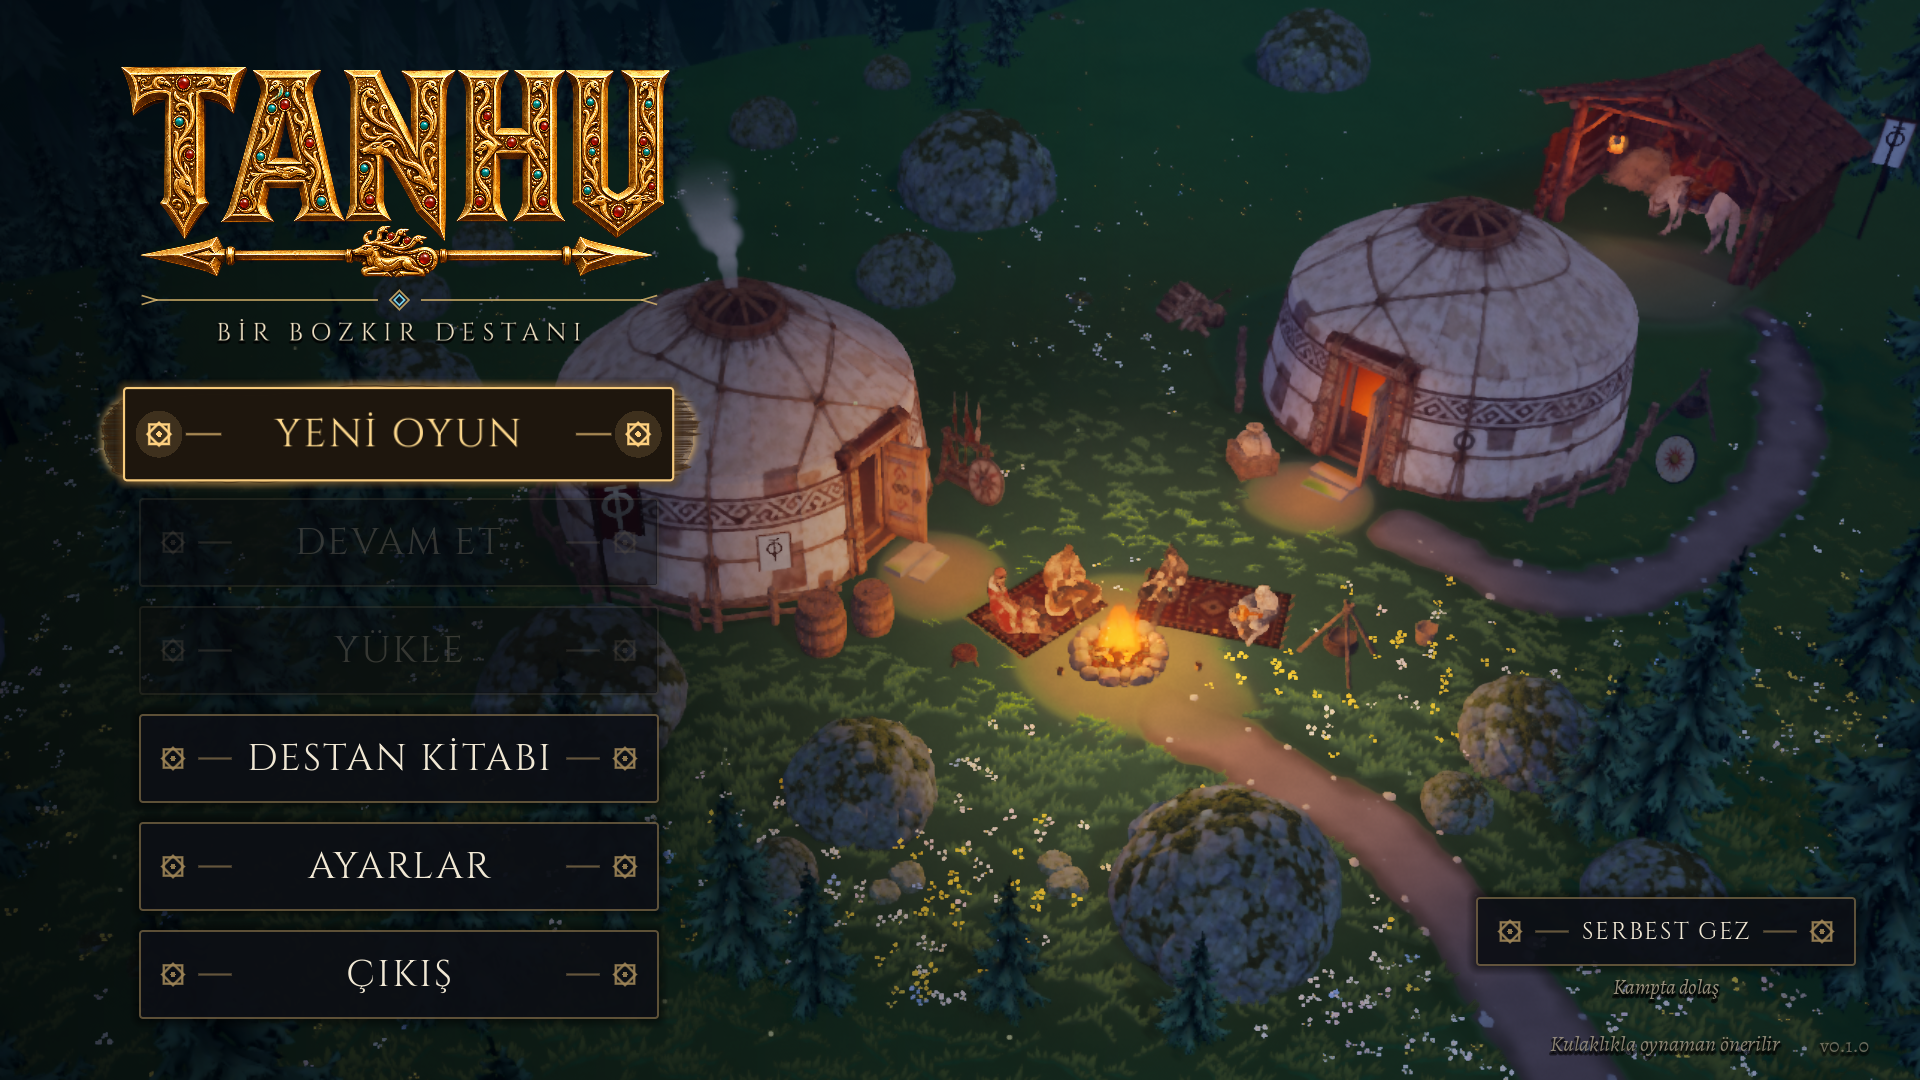 TANHU
BİR BOZKIR DESTANI
YENİ OYUN
DEVAM ET
YÜKLE
DESTAN KİTABI
AYARLAR
ÇIKIŞ
SERBEST GEZ
Kampta dolaş
Kulaklıkla oynaman önerilir
v0.1.0